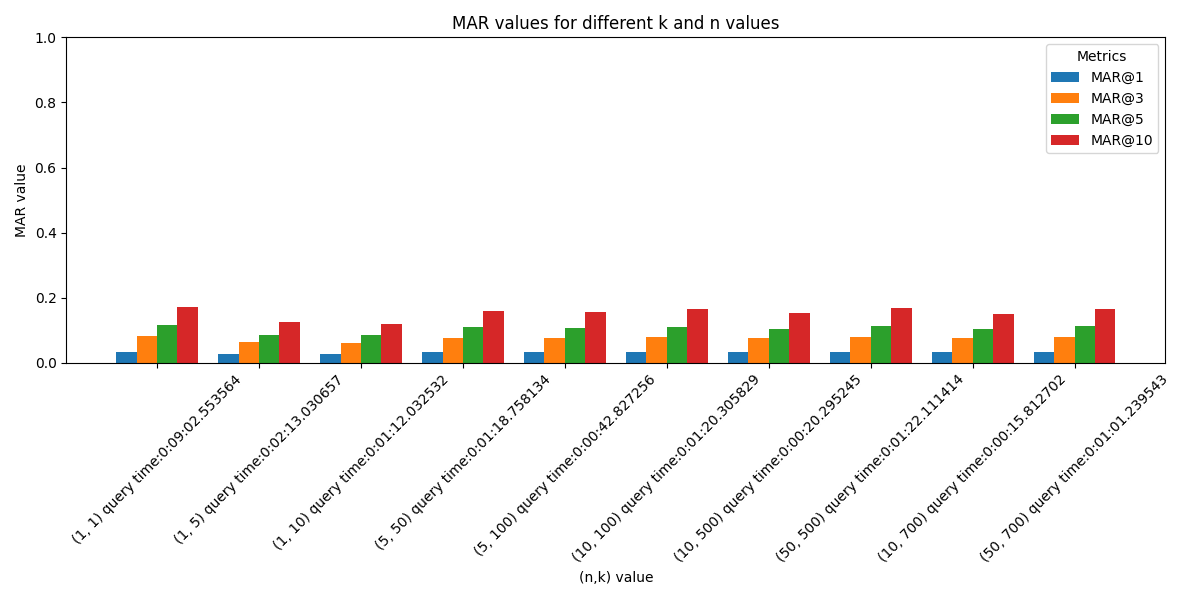 MAR values for different k and n values
MAR value
1.0
0.8
0.6
0.4
0.2
0.0
Metrics
MAR@1
MAR@3
MAR@5
MAR@10
(1, 1) query time:0:09:02.553564
(1, 5) query time:0:02:13.030657
(1, 10) query time:0:01:12.032532
(5, 50) query time:0:01:18.758134
(5, 100) query time:0:00:42.827256
(10, 100) query time:0:01:20.305829
(10, 500) query time:0:00:20.295245
(50, 500) query time:0:01:22.111414
(10, 700) query time:0:00:15.812702
(50, 700) query time:0:01:01.239543
(n,k) value